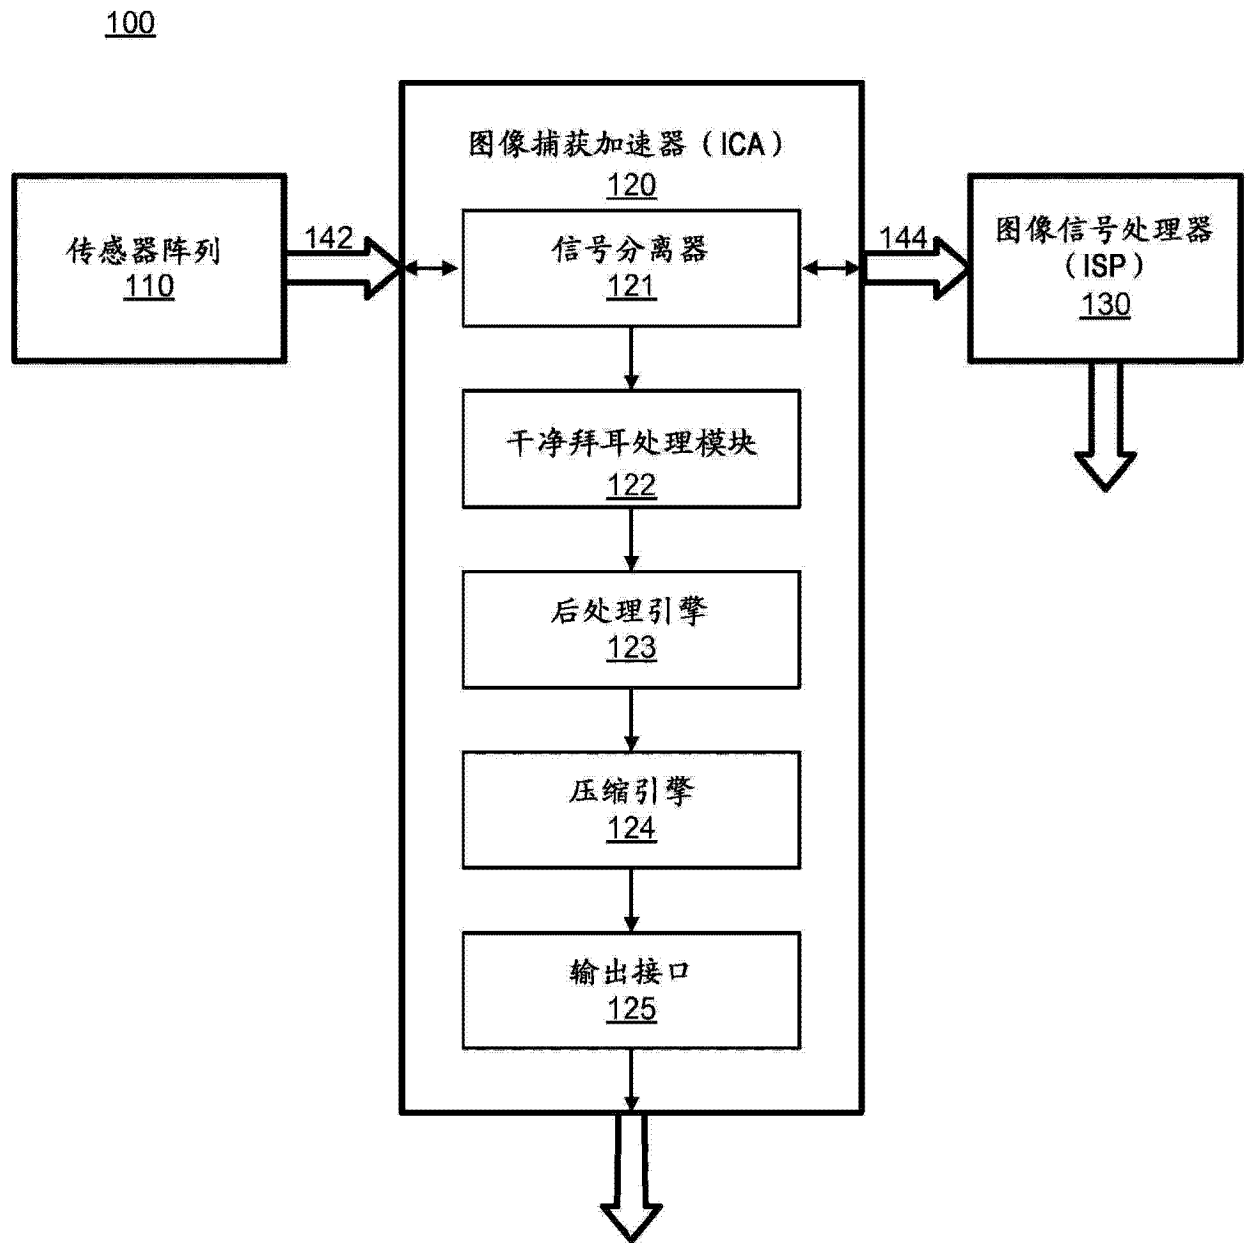 100
图像捕获加速器（ICA）
120
传感器阵列
110
142
信号分离器
121
144
图像信号处理器
（ISP）
130
干净拜耳处理模块
122
后处理引擎
123
压缩引擎
124
输出接口
125